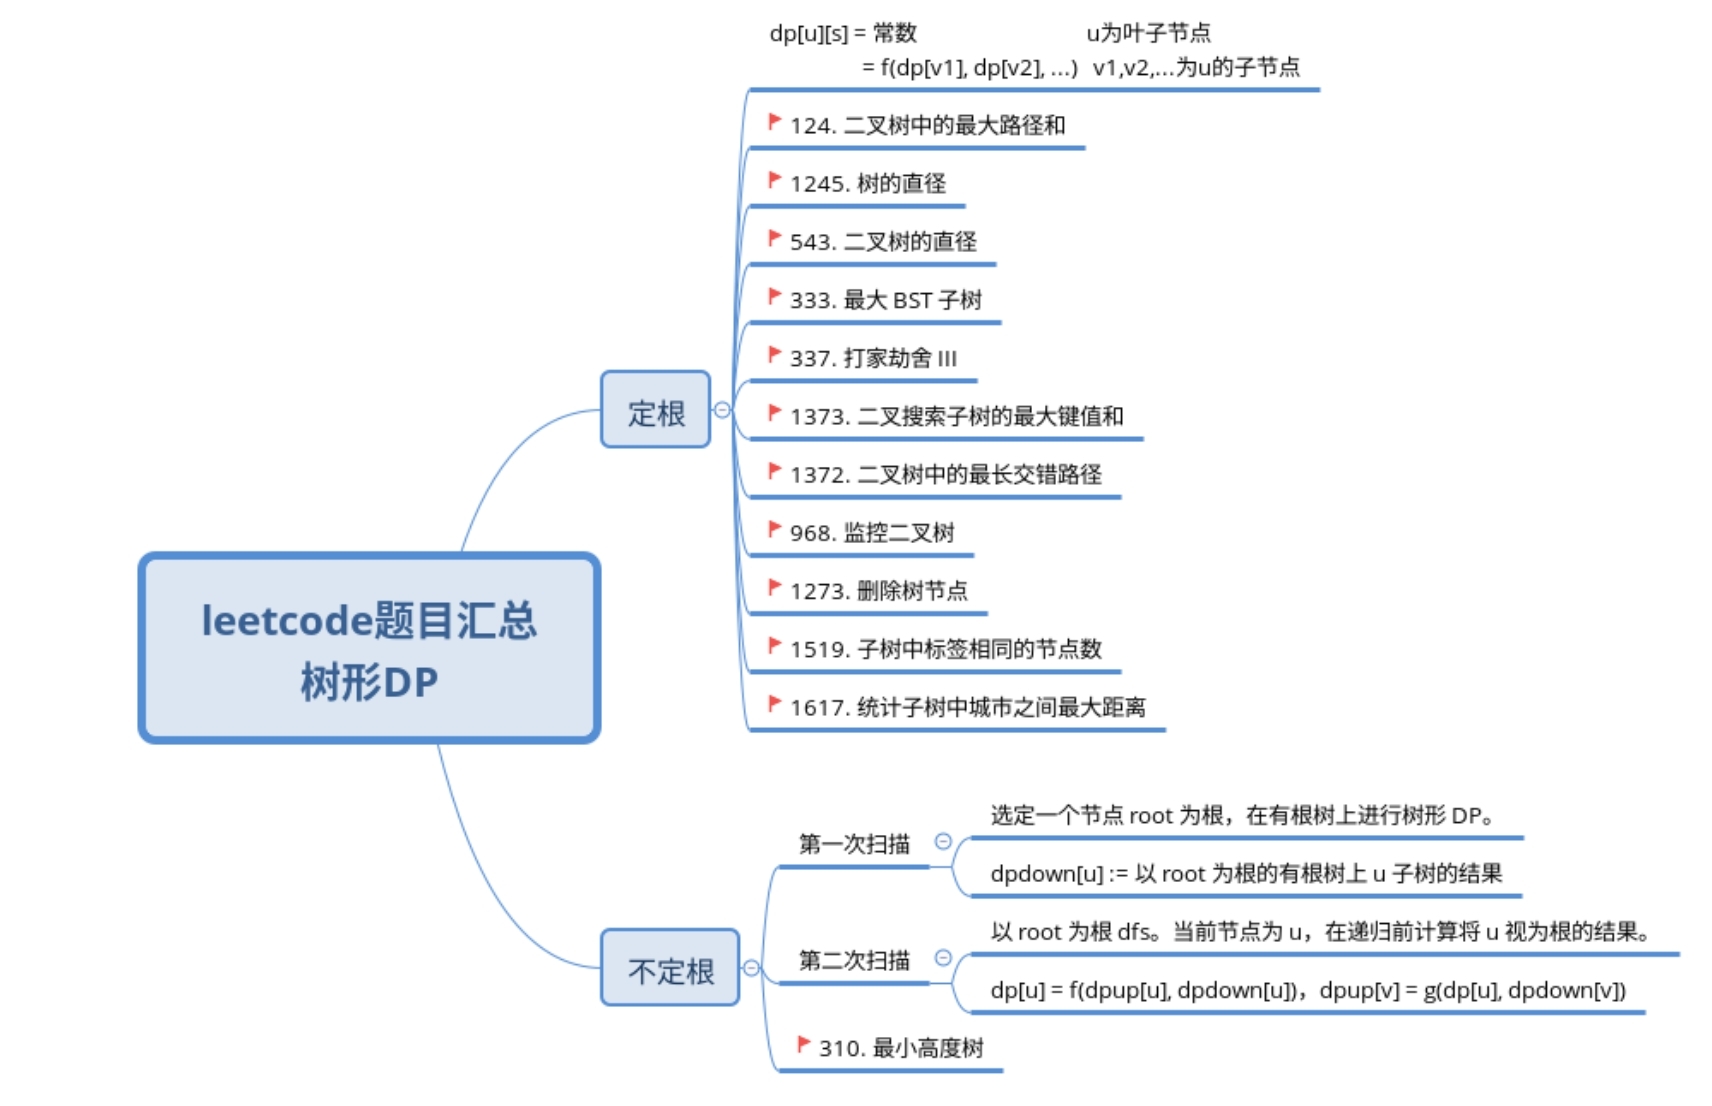 dp[u][s] = 常数 u为叶子节点
= f(dp[v1], dp[v2], ...) v1,v2,...为u的子节点
124. 二叉树中的最大路径和
1245. 树的直径
543. 二叉树的直径
333. 最大 BST 子树
337. 打家劫舍 III
定根
1373. 二叉搜索子树的最大键值和
1372. 二叉树中的最长交错路径
968. 监控二叉树
1273. 删除树节点
1519. 子树中标签相同的节点数
1617. 统计子树中城市之间最大距离
leetcode题目汇总
树形DP
不定根
第一次扫描
选定一个节点 root 为根，在有根树上进行树形 DP。
dpdown[u] := 以 root 为根的有根树上 u 子树的结果
第二次扫描
以 root 为根 dfs。当前节点为 u，在递归前计算将 u 视为根的结果。
dp[u] = f(dpup[u], dpdown[u])，dpup[v] = g(dp[u], dpdown[v])
310. 最小高度树